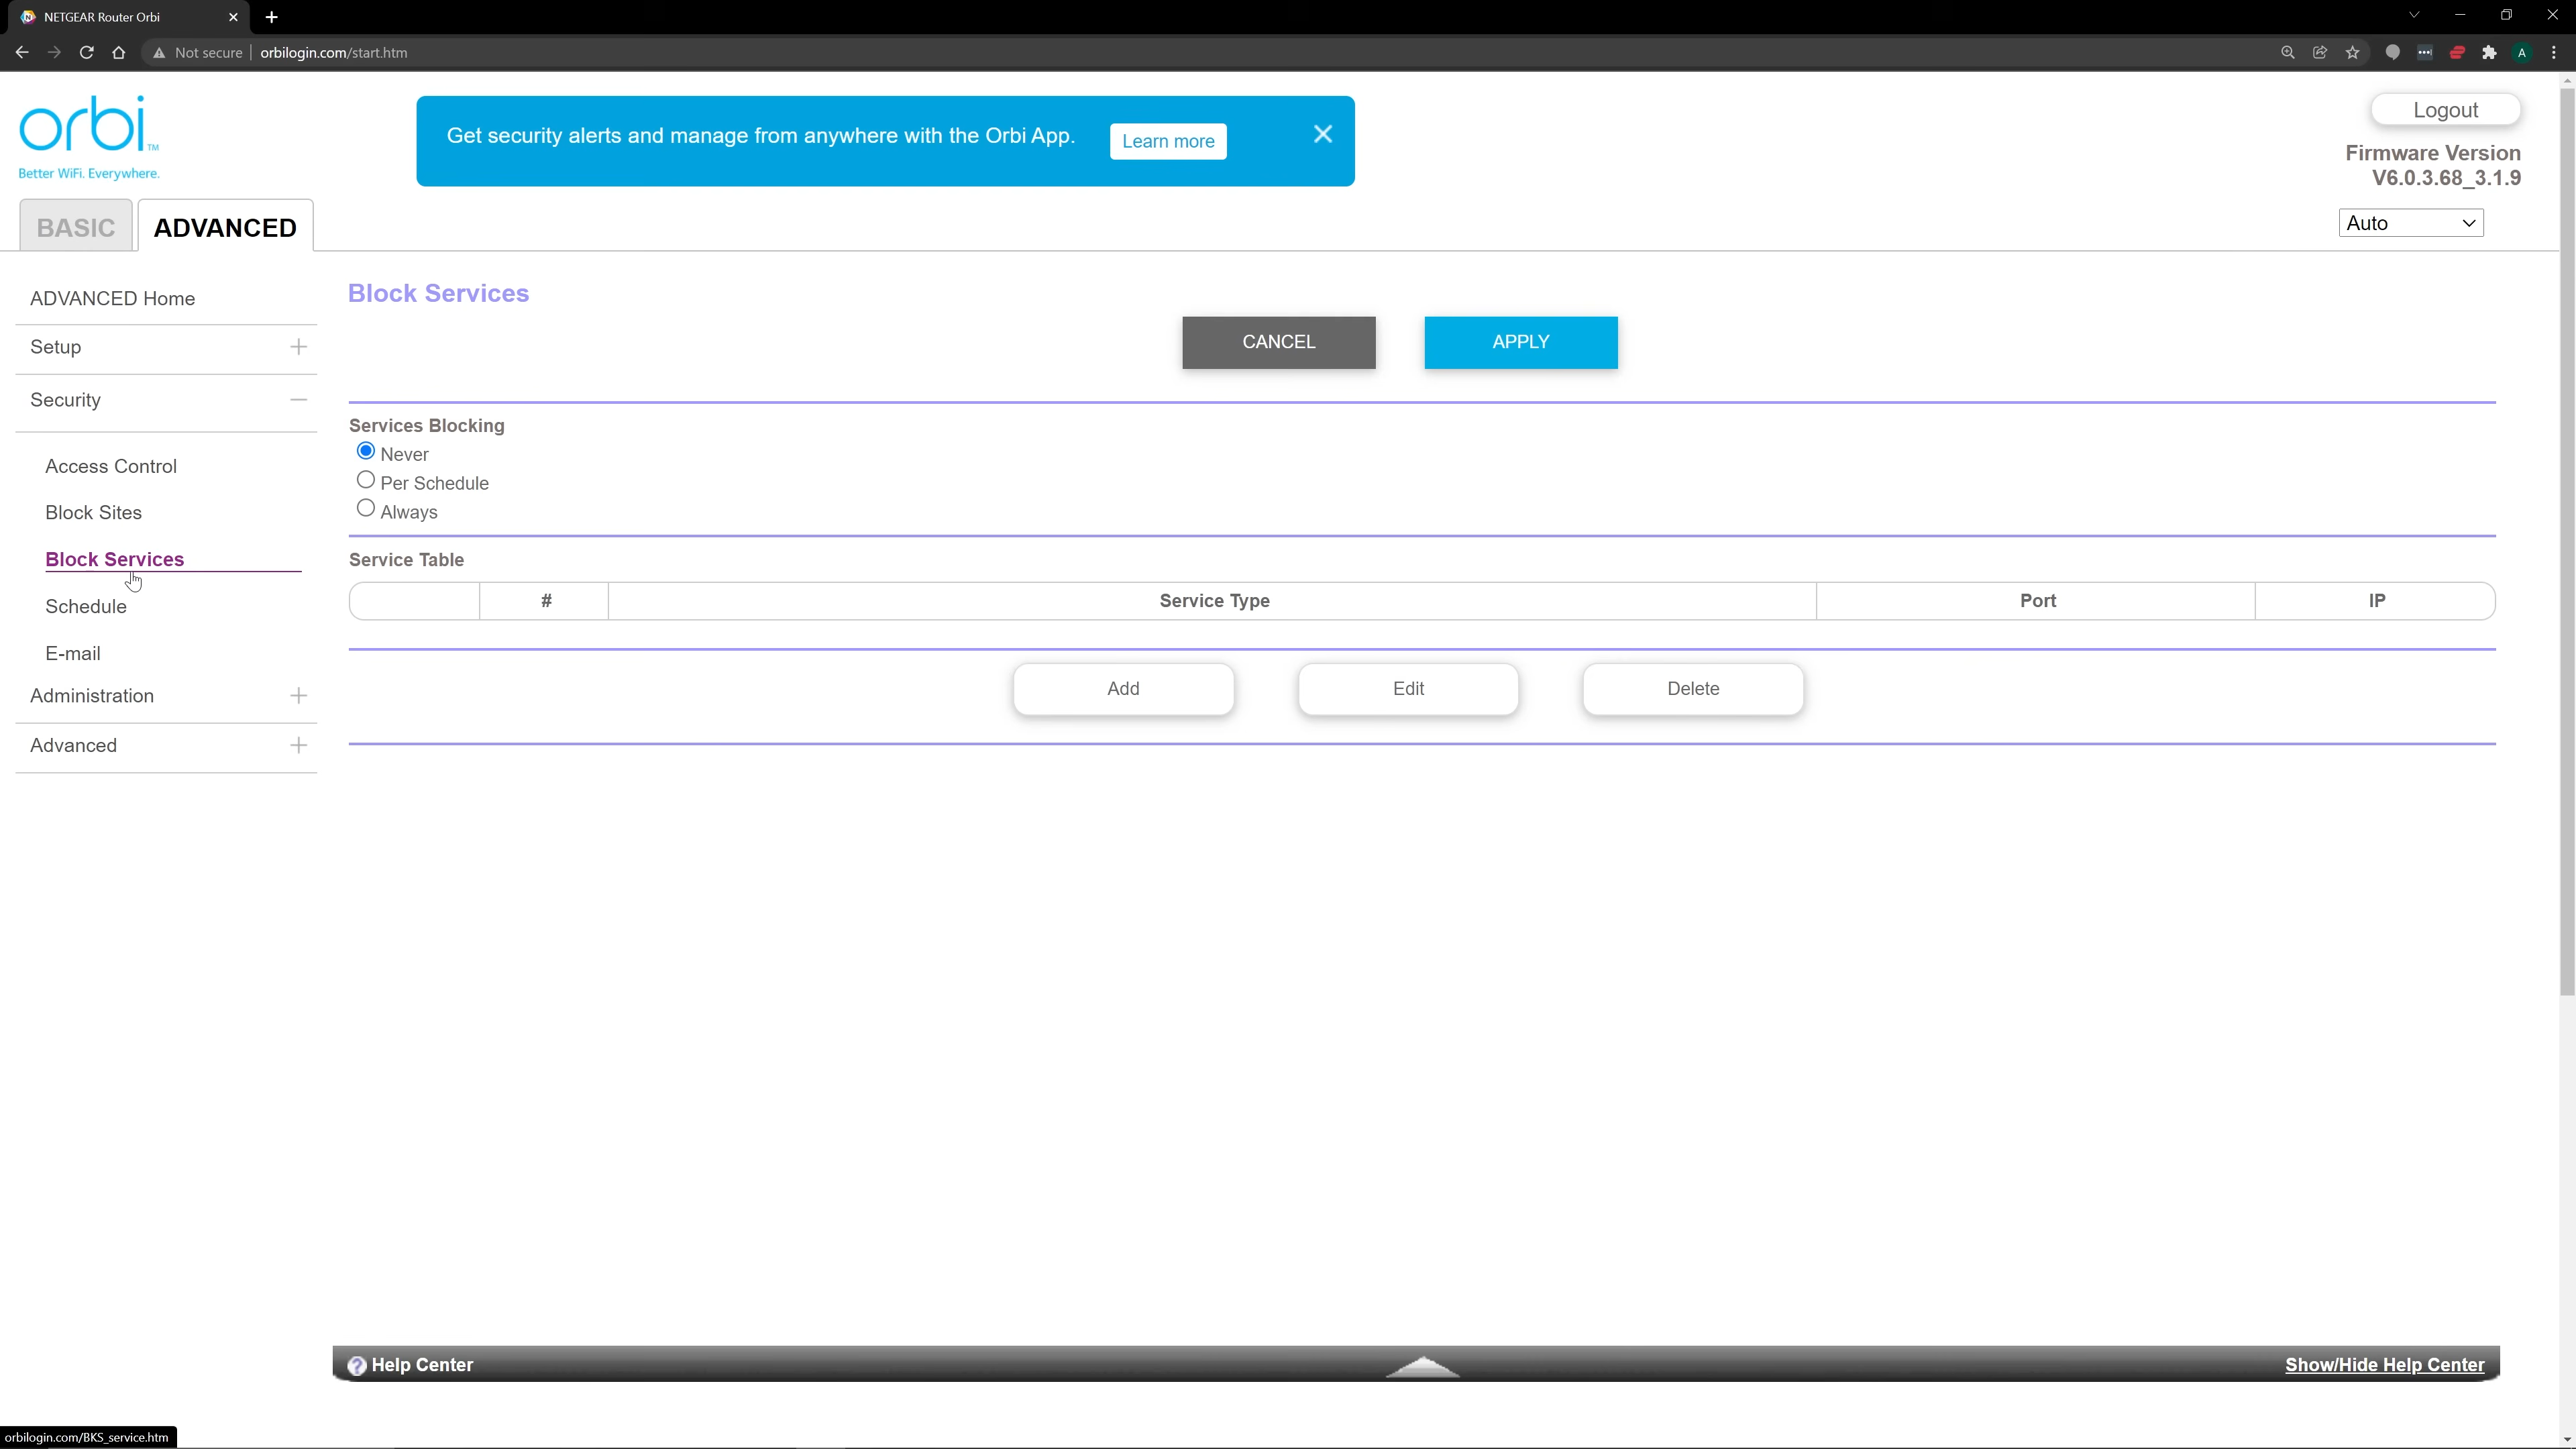 NETGEAR Router Orbi
Not secure
orbilogin.com/start.htm
A
orbi
TM
Better WiFi. Everywhere.
Get security alerts and manage from anywhere with the Orbi App.
Learn more
Logout
Firmware Version
V6.0.3.68_3.1.9
BASIC
ADVANCED
Auto
ADVANCED Home
Setup
Security
Access Control
Block Sites
Block Services
Schedule
E-mail
Administration
Advanced
Block Services
CANCEL
APPLY
Services Blocking
Never
Per Schedule
Always
Service Table
# Service Type Port IP
Add
Edit
Delete
? Help Center
Show/Hide Help Center
orbilogin.com/BKS_service.htm